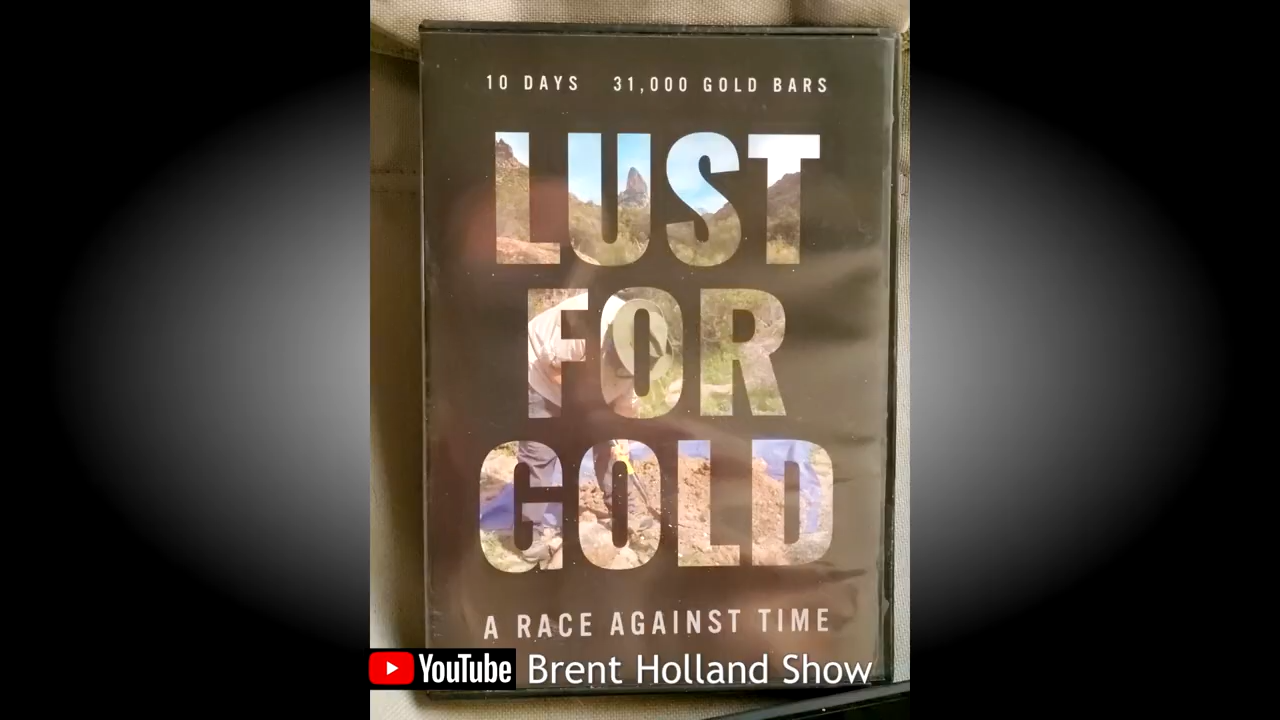 10 DAYS 31,000 GOLD BARS
LUST
FOR
GOLD
A RACE AGAINST TIME
YouTube Brent Holland Show